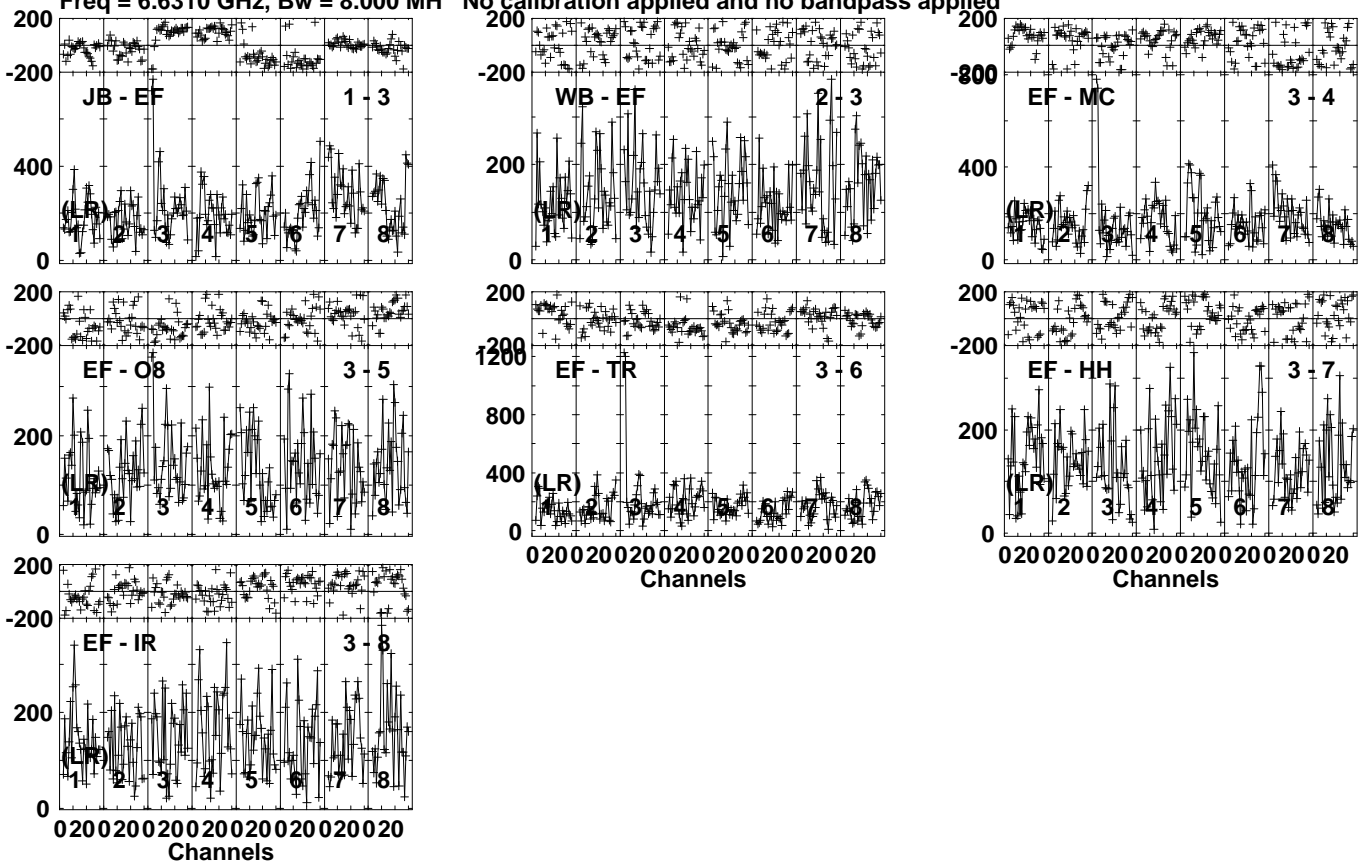 Freq = 6.6310 GHz, Bw = 8.000 MH No calibration applied and no bandpass applied
200
-200
JB - EF 1 - 3
400
(LR)
0
1 2 3 4 5 6 7 8
200
-200
WB - EF 2 - 3
200
(LR)
0
1 2 3 4 5 6 7 8
200
-200
800
EF - MC 3 - 4
400
(LR)
0
1 2 3 4 5 6 7 8
200
-200
EF - O8 3 - 5
200
(LR)
0
1 2 3 4 5 6 7 8
200
-200
1200
EF - TR 3 - 6
800
400
(LR)
0
1 2 3 4 5 6 7 8
0 20 0 20 0 20 0 20 0 20 0 20 0 20 0 20
Channels
200
-200
EF - HH 3 - 7
200
(LR)
0
1 2 3 4 5 6 7 8
0 20 0 20 0 20 0 20 0 20 0 20 0 20 0 20
Channels
200
-200
EF - IR 3 - 8
200
(LR)
0
1 2 3 4 5 6 7 8
0 20 0 20 0 20 0 20 0 20 0 20 0 20 0 20
Channels